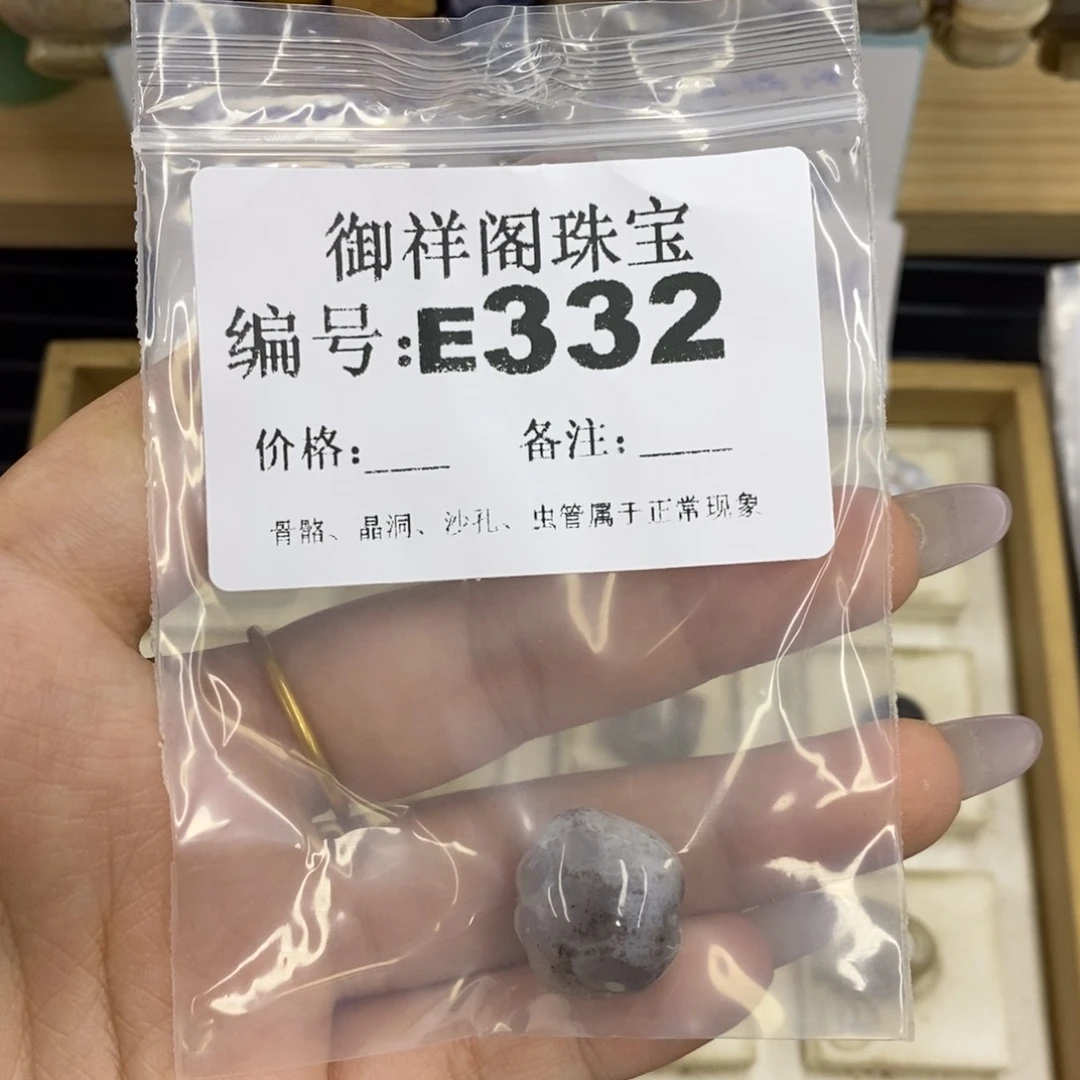 御祥阁珠宝
编号:E332
价格:____ 备注:____
骨骼、晶洞、沙孔、虫管属于正常现象